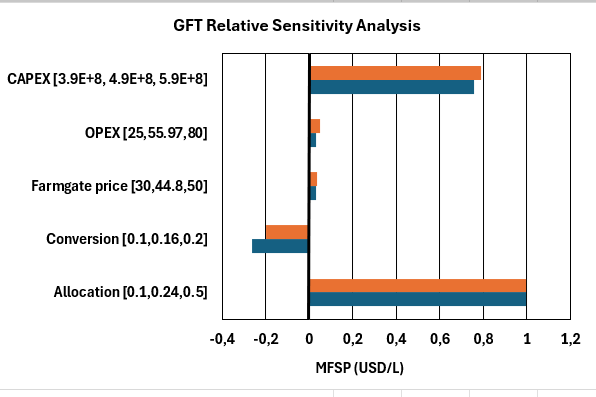 GFT Relative Sensitivity Analysis
CAPEX [3.9E+8, 4.9E+8, 5.9E+8]
OPEX [25,55.97,80]
Farmgate price [30,44.8,50]
Conversion [0.1,0.16,0.2]
Allocation [0.1,0.24,0.5]
-0,4 -0,2 0 0,2 0,4 0,6 0,8 1 1,2
MFSP (USD/L)